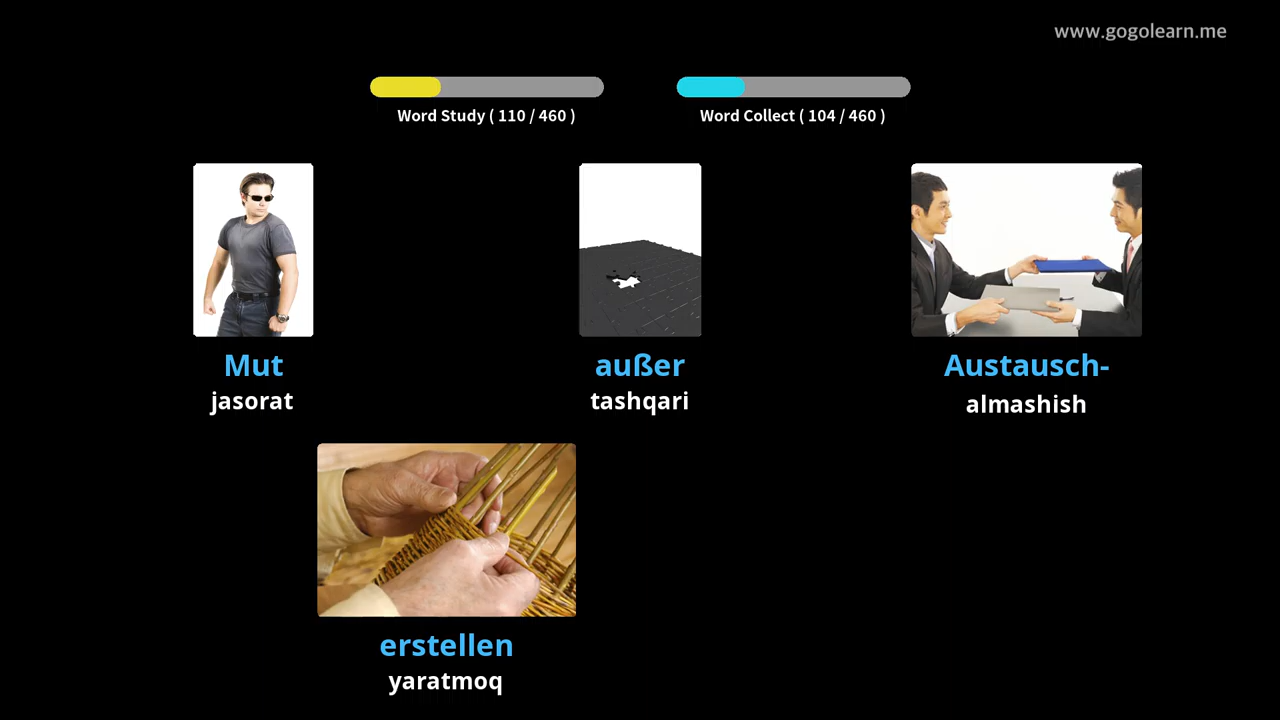 www.gogolearn.me
Word Study ( 110 / 460 )
Word Collect ( 104 / 460 )
Mut
jasorat
außer
tashqari
Austausch-
almashish
erstellen
yaratmoq